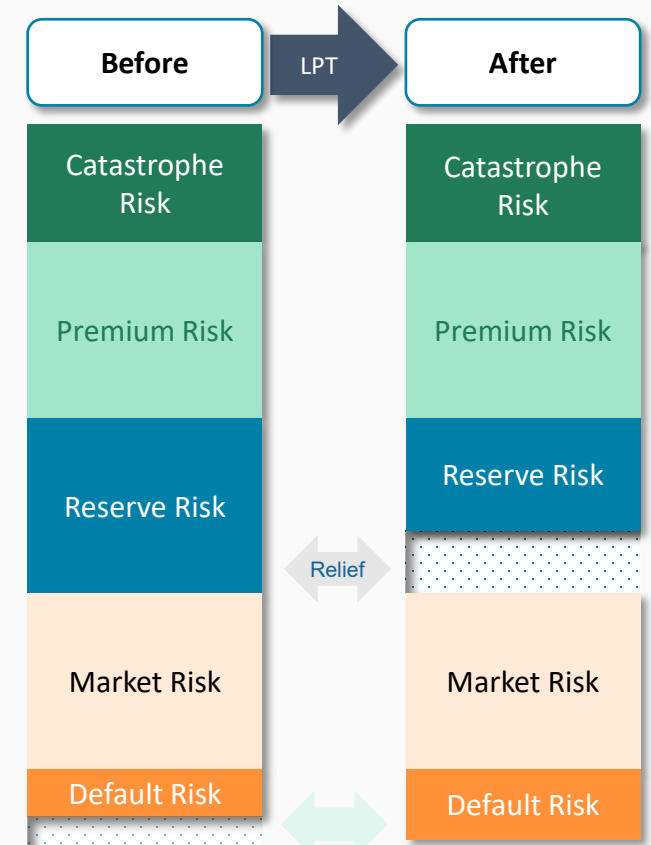 Before
LPT
After
Catastrophe
Risk
Premium Risk
Reserve Risk
Market Risk
Default Risk
Relief
Catastrophe
Risk
Premium Risk
Reserve Risk
Market Risk
Default Risk